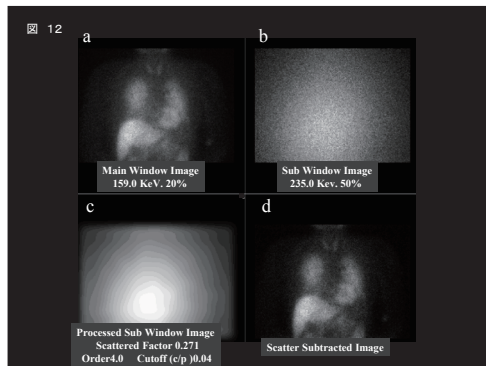 図 12
a
b
Main Window Image
159.0 KeV. 20%
Sub Window Image
235.0 Kev. 50%
c
d
Processed Sub Window Image
Scattered Factor 0.271
Order4.0 Cutoff (c/p )0.04
Scatter Subtracted Image